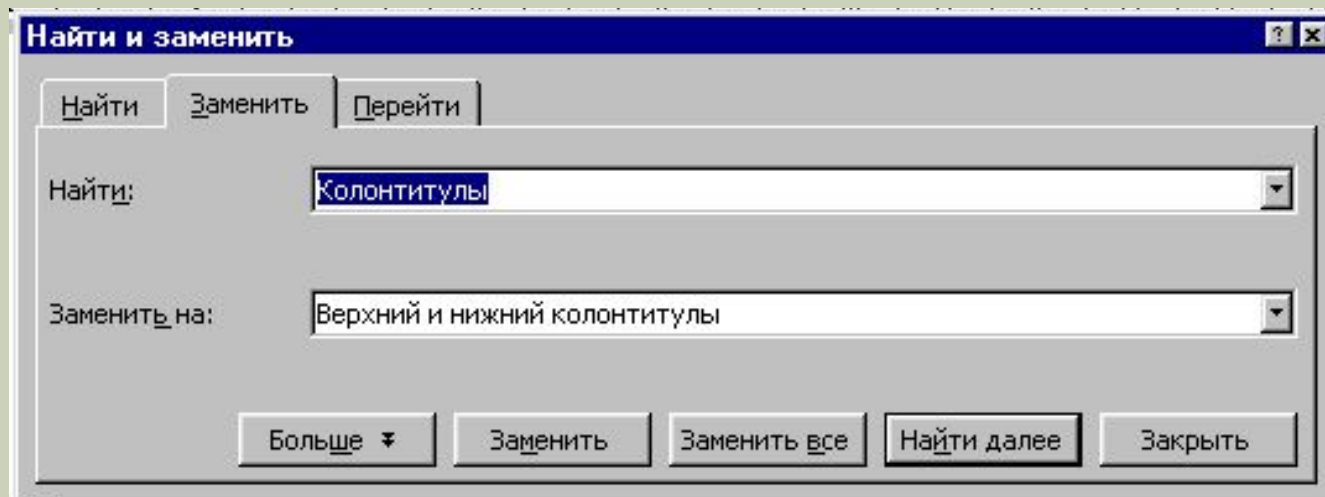 Найти и заменить
Найти Заменить Перейти
Найти: Колонтитулы
Заменить на: Верхний и нижний колонтитулы
Больше Заменить Заменить все Найти далее Закрыть